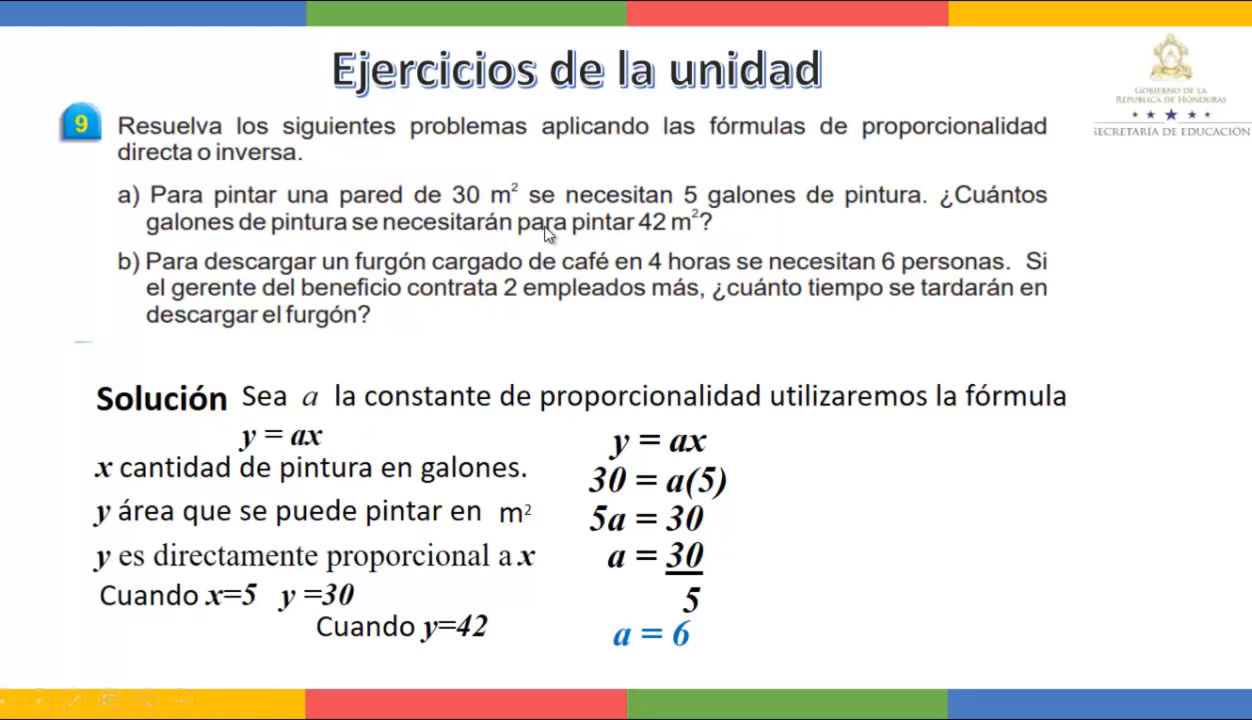 Ejercicios de la unidad
GOBIERNO DE LA
REPÚBLICA DE HONDURAS
SECRETARÍA DE EDUCACIÓN
9
Resuelva los siguientes problemas aplicando las fórmulas de proporcionalidad
directa o inversa.
a) Para pintar una pared de 30 m² se necesitan 5 galones de pintura. ¿Cuántos
galones de pintura se necesitarán para pintar 42 m²?
b) Para descargar un furgón cargado de café en 4 horas se necesitan 6 personas. Si
el gerente del beneficio contrata 2 empleados más, ¿cuánto tiempo se tardarán en
descargar el furgón?
Solución Sea a la constante de proporcionalidad utilizaremos la fórmula
y = ax
x cantidad de pintura en galones.
y área que se puede pintar en m²
y es directamente proporcional a x
Cuando x=5 y =30
Cuando y=42
y = ax
30 = a(5)
5a = 30
a = 30
5
a = 6